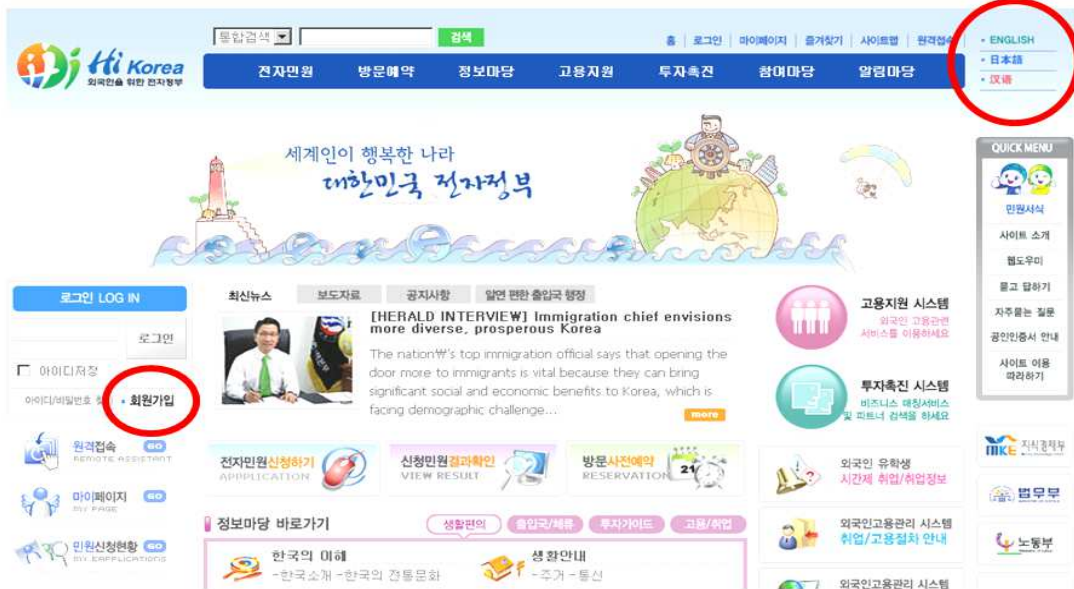 통합검색
검색
홈 | 로그인 | 마이페이지 | 즐겨찾기 | 사이트맵 | 원격접속
• ENGLISH
• 日本語
• 汉语
Hi Korea
외국인을 위한 전자정부
전자민원 방문예약 정보마당 고용지원 투자촉진 참여마당 알림마당
세계인이 행복한 나라
대한민국 전자정부
QUICK MENU
민원서식
사이트 소개
웹도우미
묻고 답하기
자주묻는 질문
공인인증서 안내
사이트 이용
따라하기
로그인 LOG IN
로그인
아이디저장
아이디/비밀번호
• 회원가입
원격접속 GO
REMOTE ASSISTANT
마이페이지 GO
MY PAGE
민원신청현황 GO
MY EAPPLICATIONS
최신뉴스 보도자료 공지사항 알면 편한 출입국 행정
[HERALD INTERVIEW] Immigration chief envisions
more diverse, prosperous Korea
The nation₩'s top immigration official says that opening the
door more to immigrants is vital because they can bring
significant social and economic benefits to Korea, which is
facing demographic challenge...
more
고용지원 시스템
외국인 고용관련
서비스를 이용하세요
투자촉진 시스템
비즈니스 매칭서비스
및 파트너 검색을 하세요
전자민원신청하기
APPPLICATION
신청민원결과확인
VIEW RESULT
방문사전예약
RESERVATION
21
외국인 유학생
시간제 취업/취업정보
외국인고용관리 시스템
취업/고용절차 안내
외국인고용관리 시스템
MKE 지식경제부
법무부
노동부
정보마당 바로가기
생활편의 출입국/체류 투자가이드 고용/취업
한국의 이해
-한국소개 -한국의 전통문화
생활안내
-주거 -통신